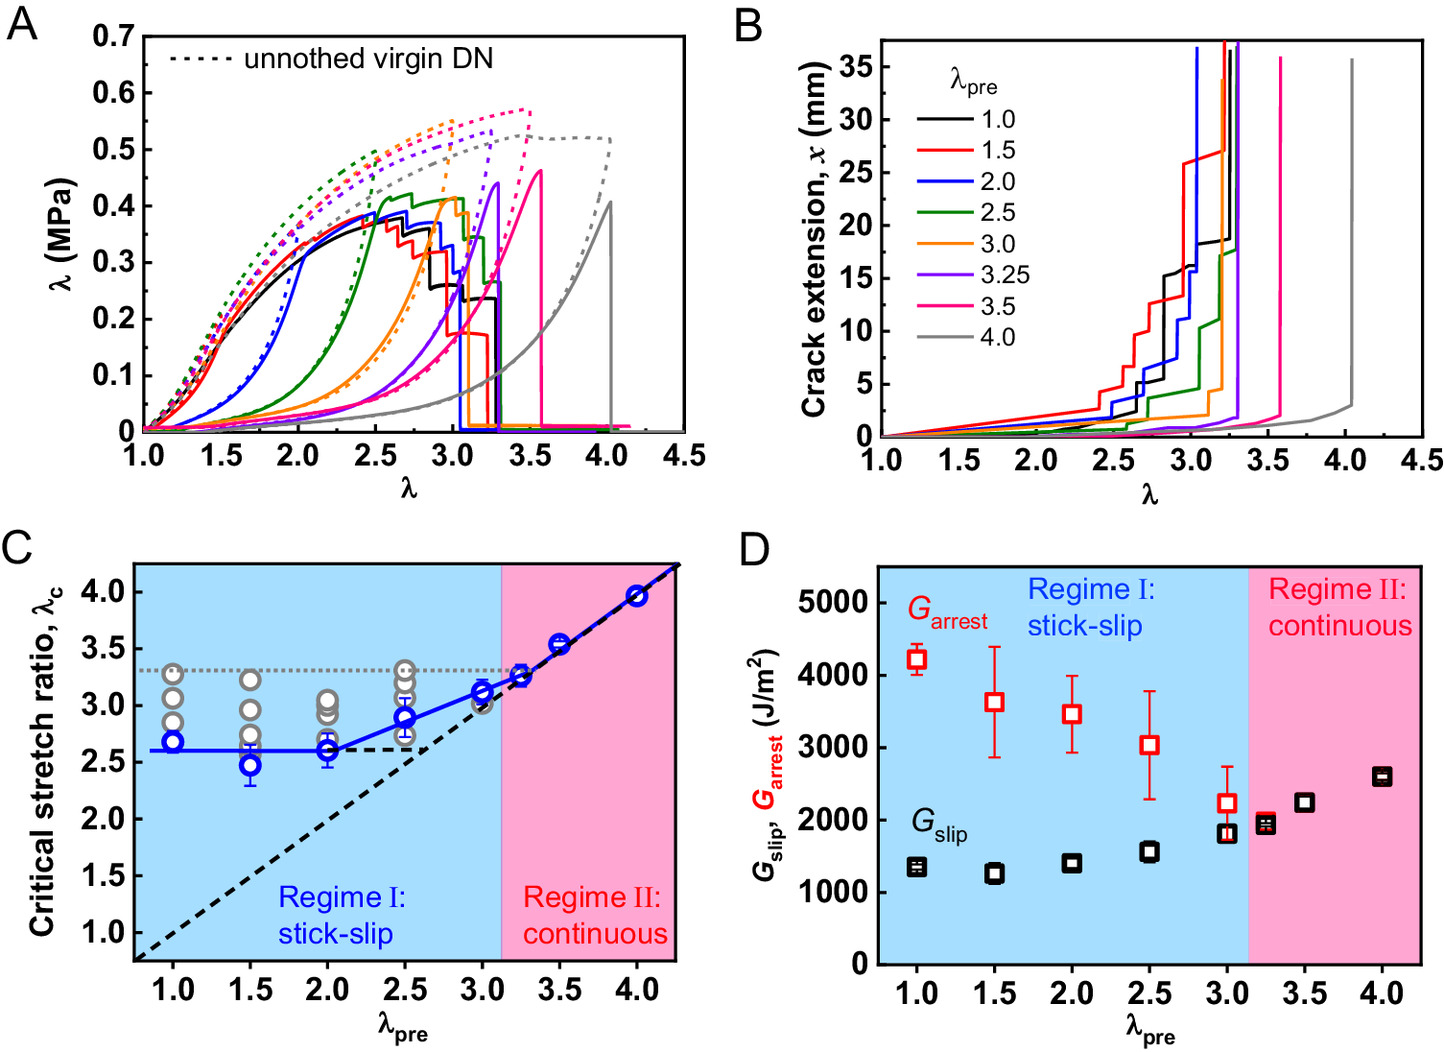 A
0.7
0.6
0.5
0.4
0.3
0.2
0.1
0
λ (MPa)
unnothed virgin DN
1.0 1.5 2.0 2.5 3.0 3.5 4.0 4.5
λ
B
35
30
25
20
15
10
5
0
Crack extension, x (mm)
λpre
1.0
1.5
2.0
2.5
3.0
3.25
3.5
4.0
1.0 1.5 2.0 2.5 3.0 3.5 4.0 4.5
λ
C
4.0
3.5
3.0
2.5
2.0
1.5
1.0
Critical stretch ratio, λc
Regime I:
stick-slip
Regime II:
continuous
1.0 1.5 2.0 2.5 3.0 3.5 4.0
λpre
D
5000
4000
3000
2000
1000
0
Gslip, Garrest (J/m²)
Regime I:
stick-slip
Regime II:
continuous
Garrest
Gslip
1.0 1.5 2.0 2.5 3.0 3.5 4.0
λpre